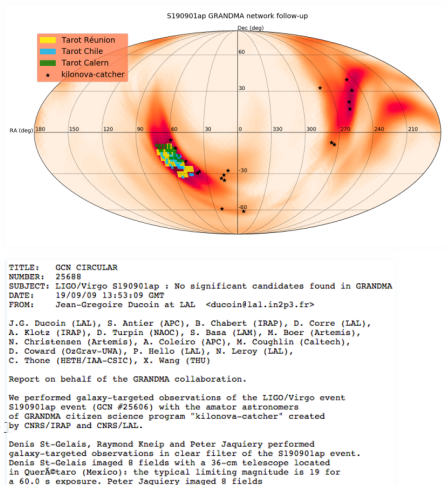 S190901ap GRANDMA network follow-up
Dec (deg)
Tarot Réunion
Tarot Chile
Tarot Calern
kilonova-catcher
60
30
RA (deg) 180 150 120 90 60 30 0 270 240 210
-30
-60
TITLE: GCN CIRCULAR
NUMBER: 25688
SUBJECT: LIGO/Virgo S190901ap : No significant candidates found in GRANDMA
DATE: 19/09/09 13:53:09 GMT
FROM: Jean-Gregoire Ducoin at LAL <ducoin@lal.in2p3.fr>
J.G. Ducoin (LAL), S. Antier (APC), B. Chabert (IRAP), D. Corre (LAL),
A. Klotz (IRAP), D. Turpin (NAOC), S. Basa (LAM), M. Boer (Artemis),
N. Christensen (Artemis), A. Coleiro (APC), M. Coughlin (Caltech),
D. Coward (OzGrav-UWA), P. Hello (LAL), N. Leroy (LAL),
C. Thone (HETH/IAA-CSIC), X. Wang (THU)
Report on behalf of the GRANDMA collaboration.
We performed galaxy-targeted observations of the LIGO/Virgo event
S190901ap event (GCN #25606) with the amator astronomers
of GRANDMA citizen science program "kilonova-catcher" created
by CNRS/IRAP and CNRS/LAL.
Denis St-Gelais, Raymond Kneip and Peter Jaquiery performed
galaxy-targeted observations in clear filter of the S190901ap event.
Denis St-Gelais imaged 8 fields with a 36-cm telescope located
in QuerÃ©taro (Mexico): the typical limiting magnitude is 19 for
a 60.0 s exposure. Peter Jaquiery imaged 8 fields